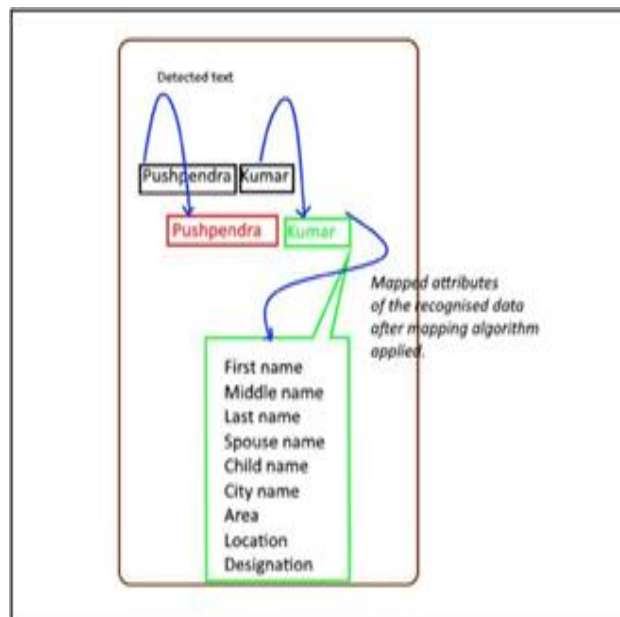 Detected text
Pushpendra Kumar
Pushpendra Kumar
Mapped attributes
of the recognised data
after mapping algorithm
applied.
First name
Middle name
Last name
Spouse name
Child name
City name
Area
Location
Designation